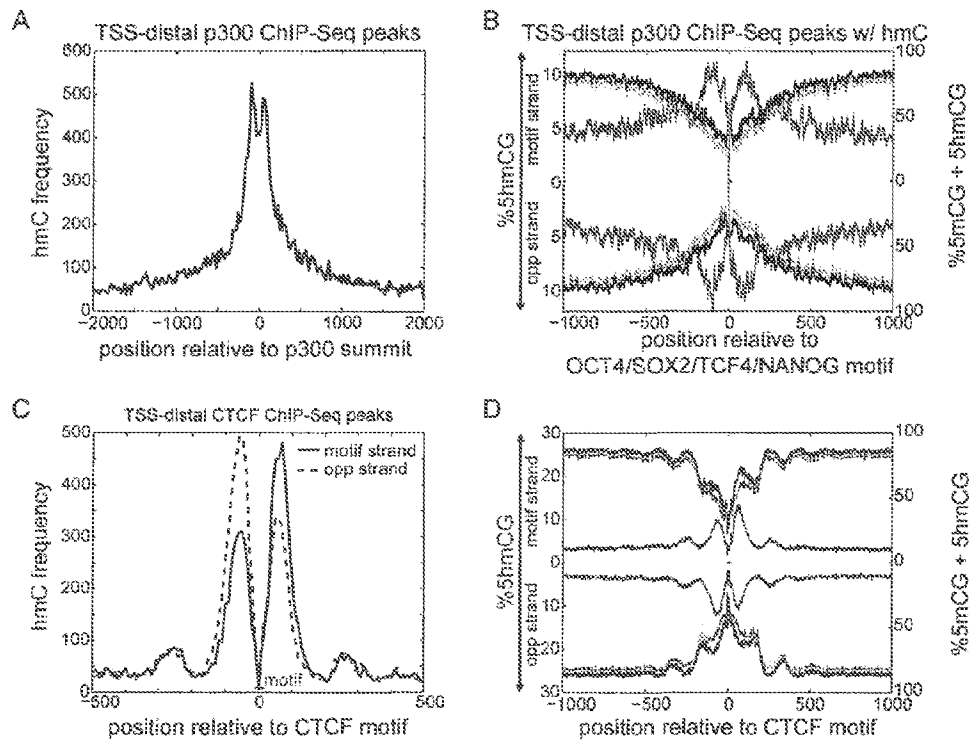 A
TSS-distal p300 ChIP-Seq peaks
600
500
400
300
200
100
0
hmC frequency
-2000 -1000 0 1000 2000
position relative to p300 summit
B
TSS-distal p300 ChIP-Seq peaks w/ hmC
%5hmCG
motif strand
opp strand
10
5
0
5
10
100
50
0
50
100
%5mCG + 5hmCG
-1000 -500 0 500 1000
position relative to
OCT4/SOX2/TCF4/NANOG motif
C
TSS-distal CTCF ChIP-Seq peaks
500
400
300
200
100
0
hmC frequency
motif strand
opp strand
motif
-500 0 500
position relative to CTCF motif
D
%5hmCG
motif strand
opp strand
30
20
10
0
10
20
30
100
50
0
50
100
%5mCG + 5hmCG
-1000 -500 0 500 1000
position relative to CTCF motif